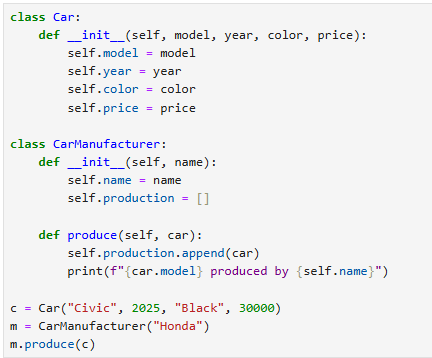 class Car:
    def __init__(self, model, year, color, price):
        self.model = model
        self.year = year
        self.color = color
        self.price = price

class CarManufacturer:
    def __init__(self, name):
        self.name = name
        self.production = []

    def produce(self, car):
        self.production.append(car)
        print(f"{car.model} produced by {self.name}")

c = Car("Civic", 2025, "Black", 30000)
m = CarManufacturer("Honda")
m.produce(c)